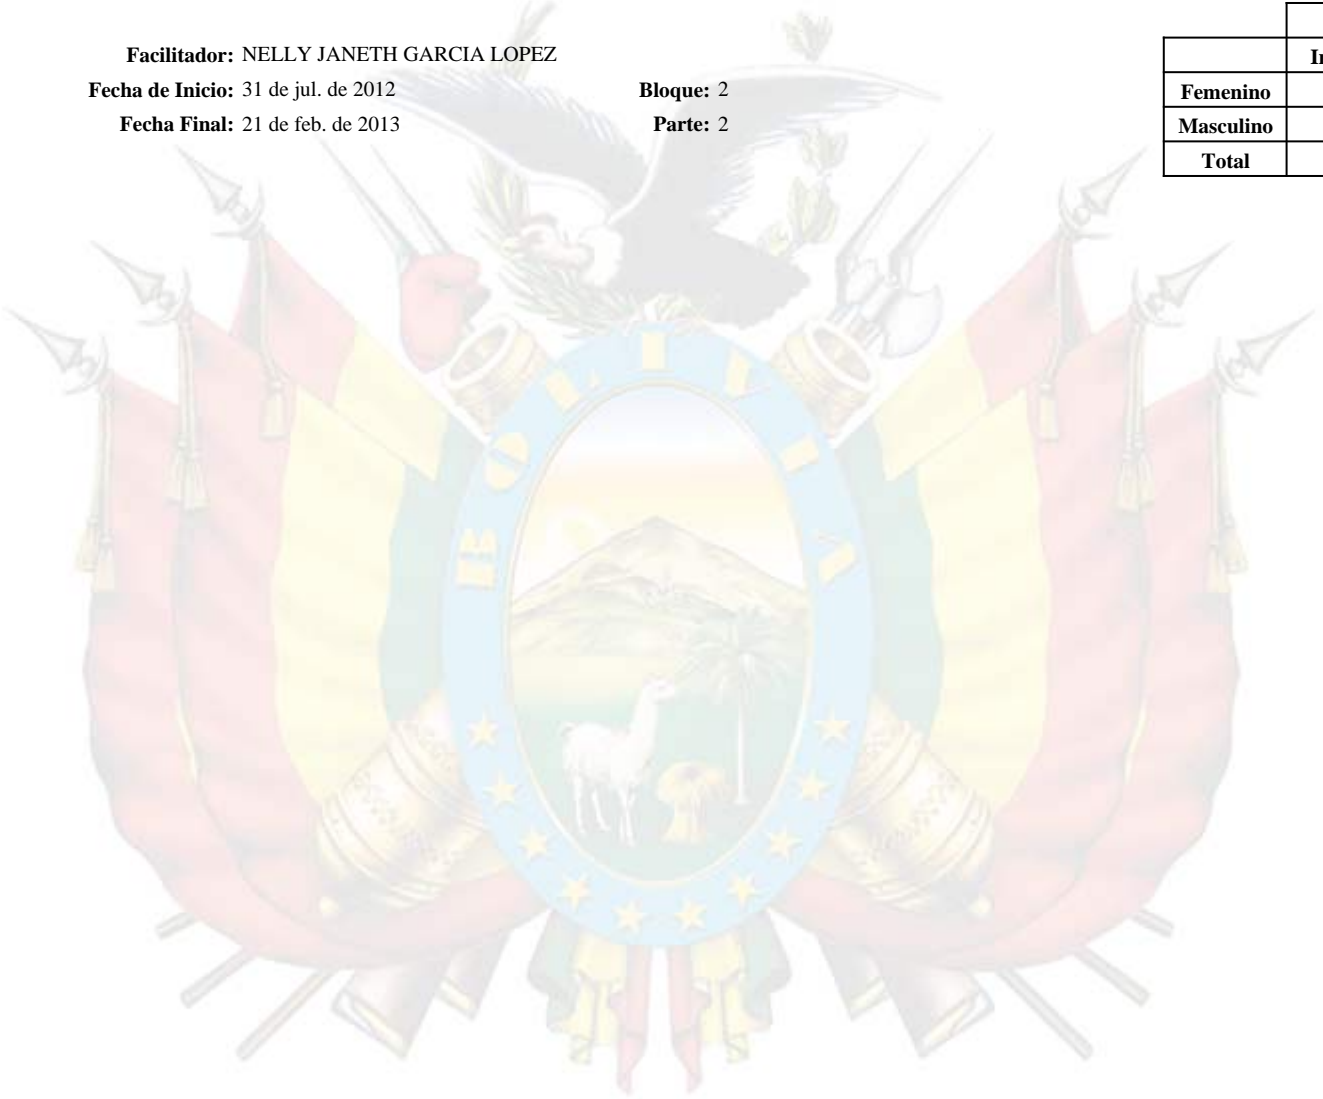 Facilitador: NELLY JANETH GARCIA LOPEZ
Fecha de Inicio: 31 de jul. de 2012 Bloque: 2
Fecha Final: 21 de feb. de 2013 Parte: 2
Femenino
Masculino
Total
BOLIVIA